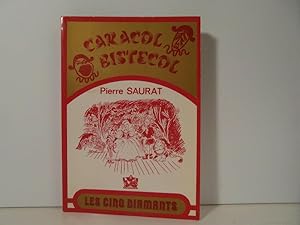 CARACOL
BISTECOL
Pierre SAURAT
LES CINQ DIAMANTS